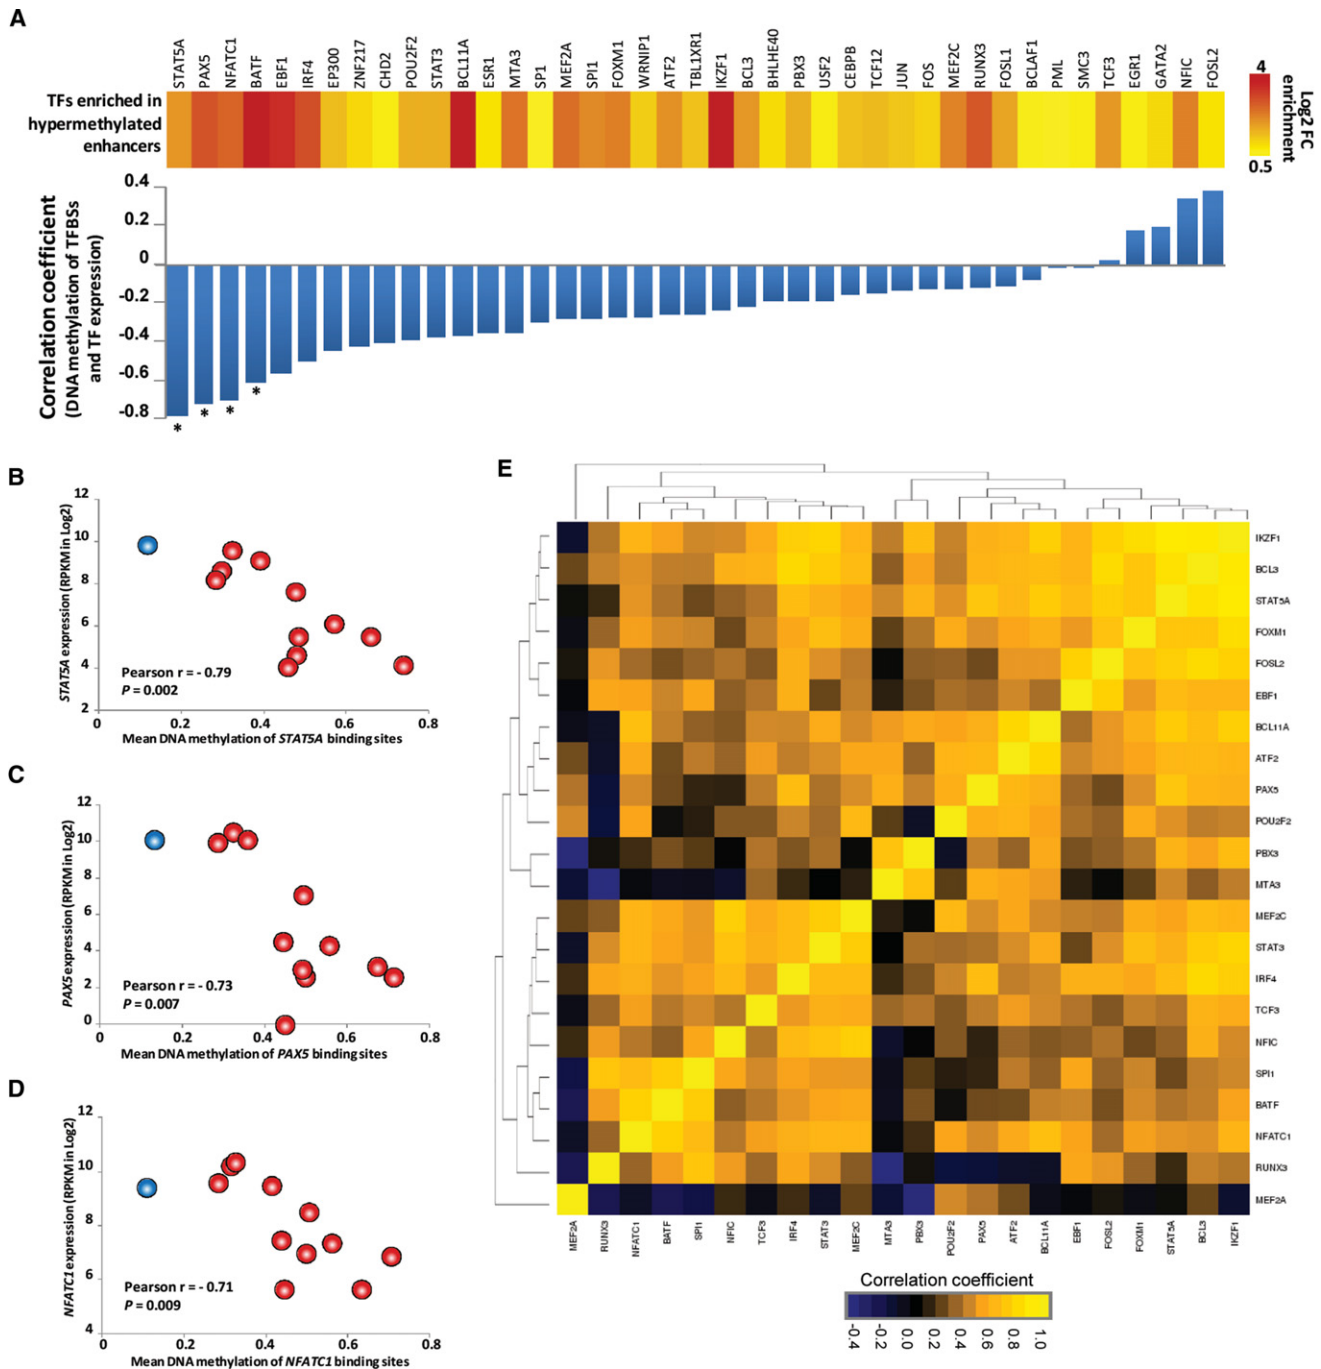 A
STAT5A PAX5 NFATC1 BATF EBF1 IRF4 EP300 ZNF217 CHD2 POU2F2 STAT3 BCL11A ESR1 MTA3 SP1 MEF2A SPI1 FOXM1 WRNIP1 ATF2 TBL1XR1 IKZF1 BCL3 BHLHE40 PBX3 USF2 CEBPB TCF12 JUN FOS MEF2C RUNX3 FOSL1 BCLAF1 PML SMC3 TCF3 EGR1 GATA2 NFIC FOSL2
TFs enriched in
hypermethylated
enhancers
4
0.5
Log2 FC
enrichment
Correlation coefficient
(DNA methylation of TFBSs
and TF expression)
0.4
0.2
0
-0.2
-0.4
-0.6
-0.8
* * * *
B
STAT5A expression (RPKM in Log2)
12
10
8
6
4
2
Pearson r = - 0.79
P = 0.002
0 0.2 0.4 0.6 0.8
Mean DNA methylation of STAT5A binding sites
C
PAX5 expression (RPKM in Log2)
12
10
8
6
4
2
0
Pearson r = - 0.73
P = 0.007
0 0.2 0.4 0.6 0.8
Mean DNA methylation of PAX5 binding sites
D
NFATC1 expression (RPKM in Log2)
12
10
8
6
4
Pearson r = - 0.71
P = 0.009
0 0.2 0.4 0.6 0.8
Mean DNA methylation of NFATC1 binding sites
E
IKZF1
BCL3
STAT5A
FOXM1
FOSL2
EBF1
BCL11A
ATF2
PAX5
POU2F2
PBX3
MTA3
MEF2C
STAT3
IRF4
TCF3
NFIC
SPI1
BATF
NFATC1
RUNX3
MEF2A
MEF2A RUNX3 NFATC1 BATF SPI1 NFIC TCF3 IRF4 STAT3 MEF2C MTA3 PBX3 POU2F2 PAX5 ATF2 BCL11A EBF1 FOSL2 FOXM1 STAT5A BCL3 IKZF1
Correlation coefficient
-0.4 -0.2 0.0 0.2 0.4 0.6 0.8 1.0